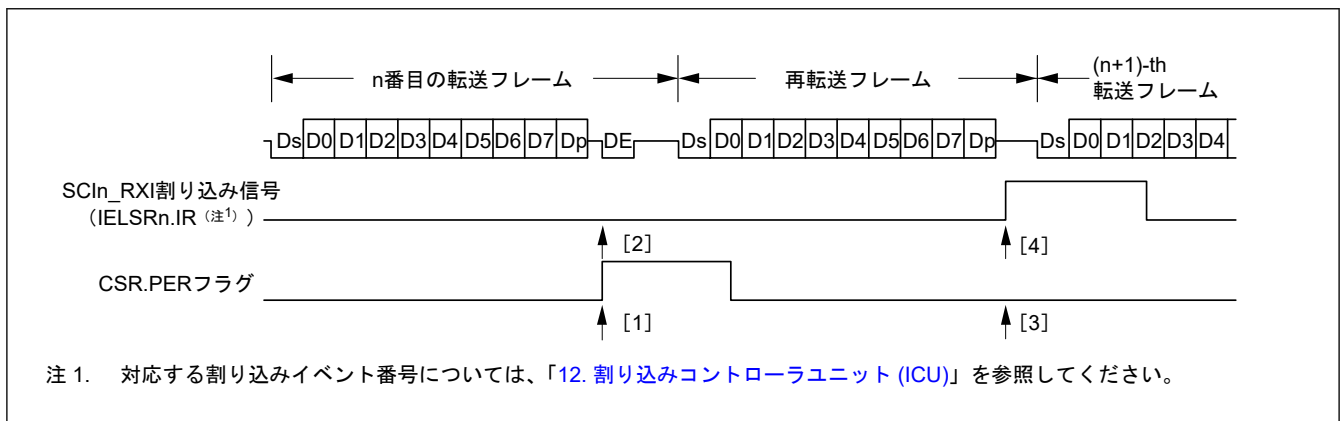 n番目の転送フレーム 再転送フレーム (n+1)-th
転送フレーム
Ds D0 D1 D2 D3 D4 D5 D6 D7 Dp DE Ds D0 D1 D2 D3 D4 D5 D6 D7 Dp Ds D0 D1 D2 D3 D4
SCIn_RXI割り込み信号
（IELSRn.IR（注1））
［2］ ［4］
CSR.PERフラグ
［1］ ［3］
注 1. 対応する割り込みイベント番号については、「12. 割り込みコントローラユニット (ICU)」を参照してください。